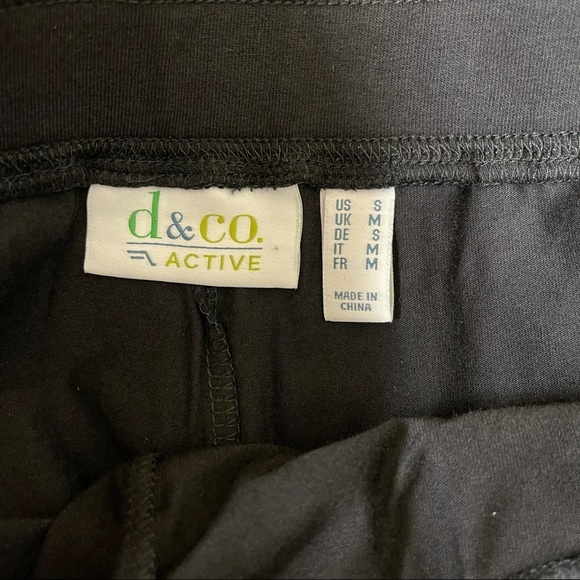 d&co.
ACTIVE
US S
UK M
DE S
IT M
FR M
MADE IN
CHINA